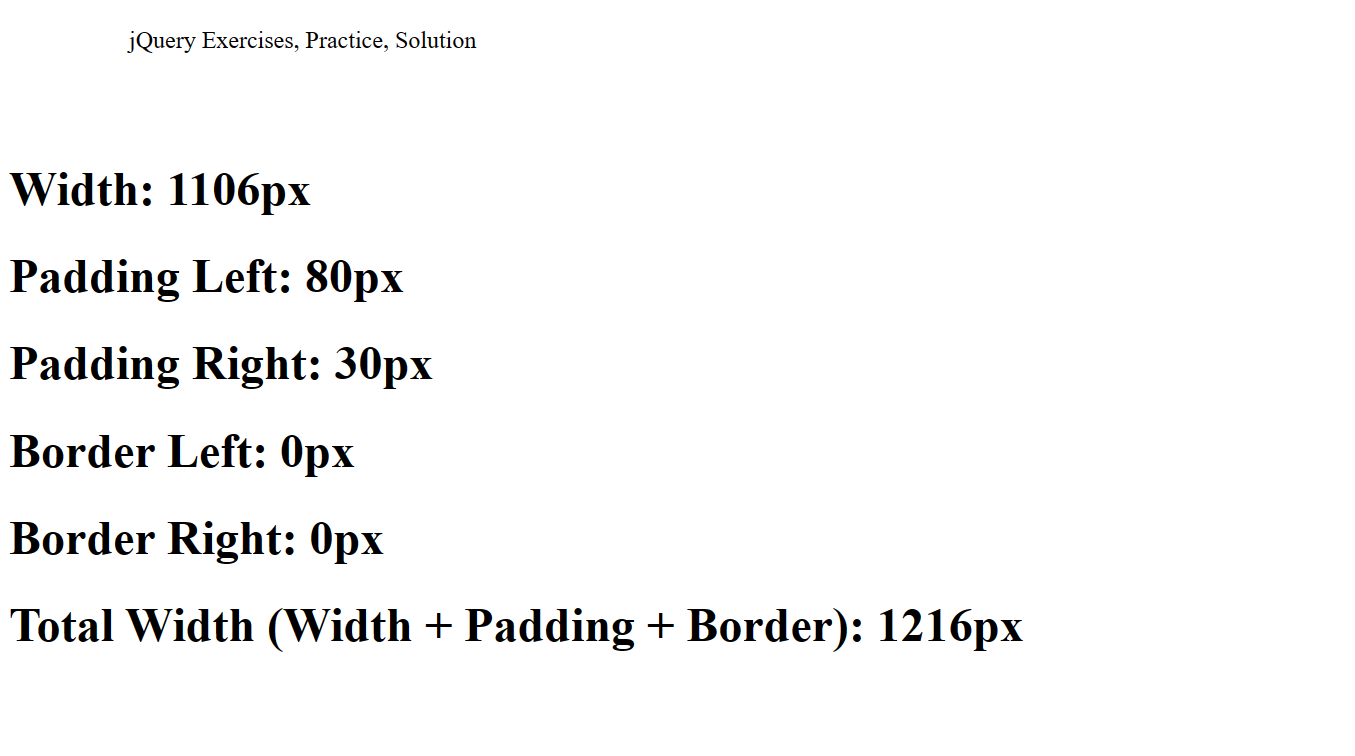 jQuery Exercises, Practice, Solution
Width: 1106px
Padding Left: 80px
Padding Right: 30px
Border Left: 0px
Border Right: 0px
Total Width (Width + Padding + Border): 1216px